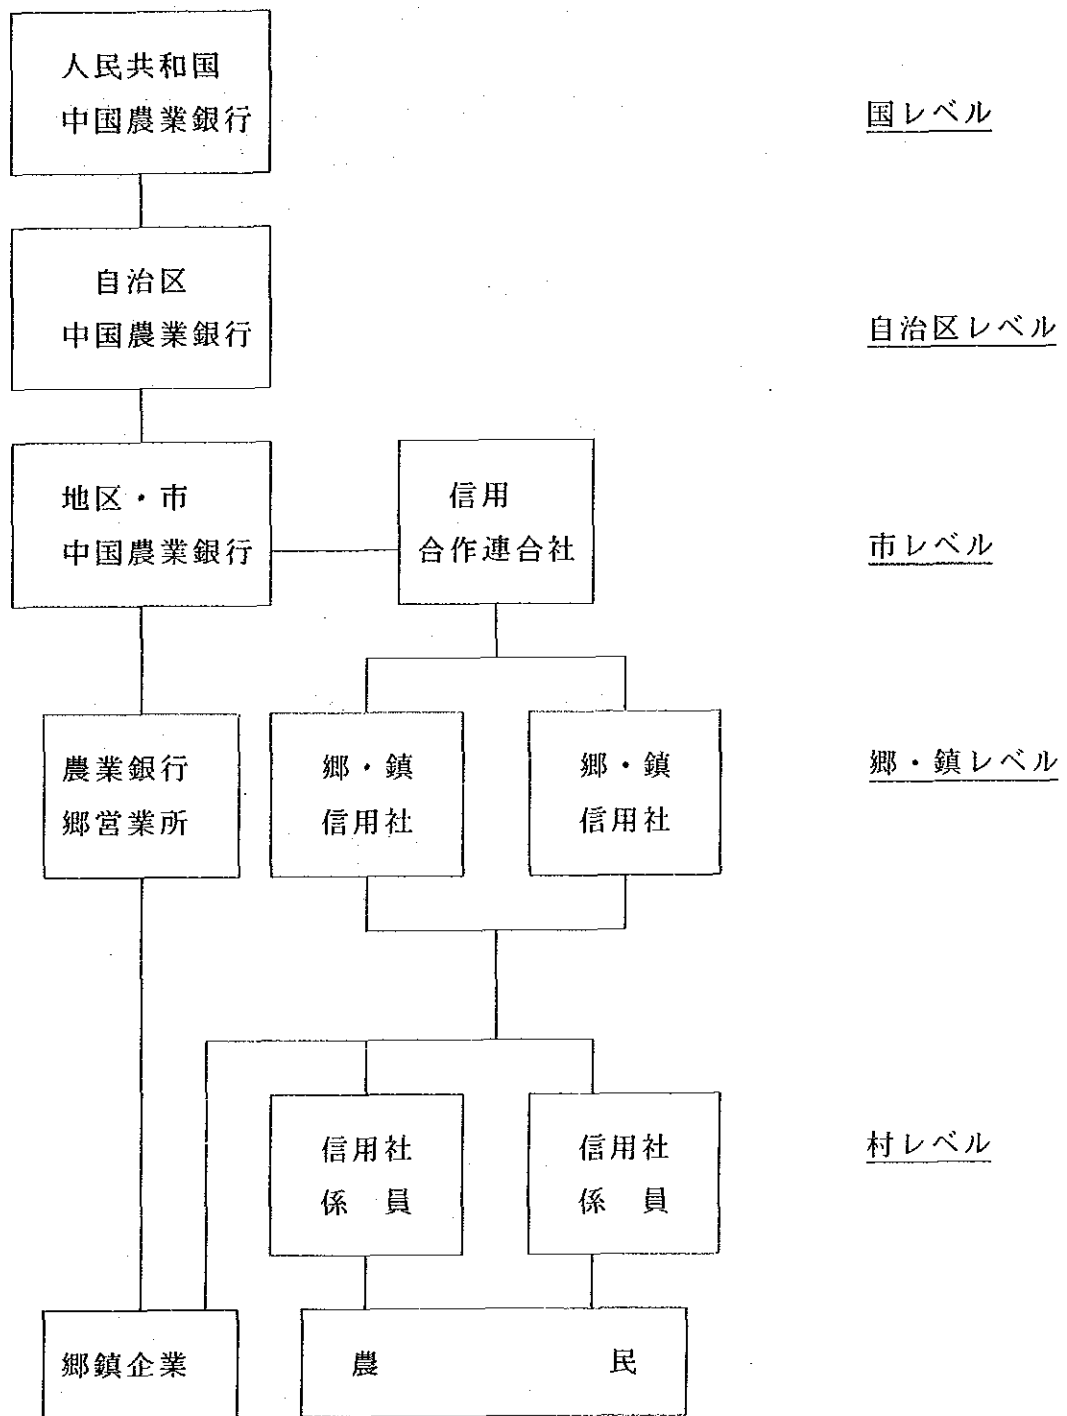 人民共和国
中国農業銀行
国レベル
自治区
中国農業銀行
自治区レベル
地区・市
中国農業銀行
信用
合作連合社
市レベル
農業銀行
郷営業所
郷・鎮
信用社
郷・鎮
信用社
郷・鎮レベル
信用社
係 員
信用社
係 員
村レベル
郷鎮企業
農 民